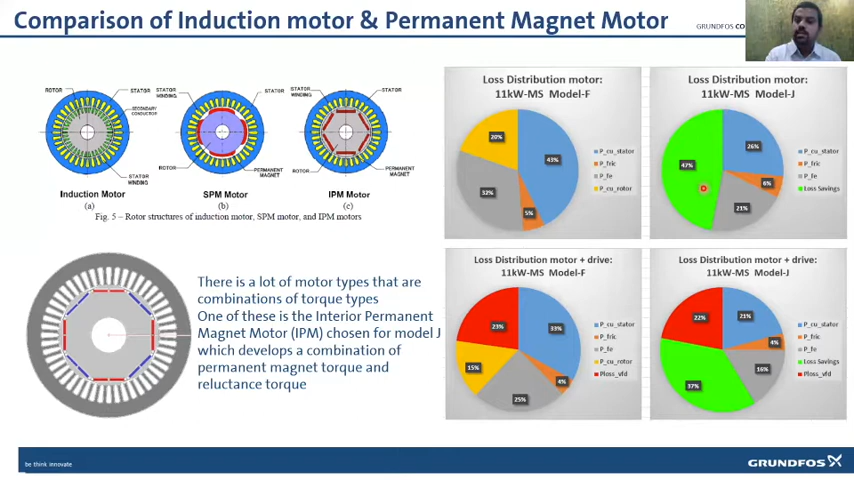 Comparison of Induction motor & Permanent Magnet Motor
GRUNDFOS
ROTOR
STATOR
SECONDARY
CONDUCTOR
STATOR
WINDING
Induction Motor
(a)
STATOR
WINDING
STATOR
ROTOR
PERMANENT
MAGNET
SPM Motor
(b)
STATOR
WINDING
STATOR
ROTOR
PERMANENT
MAGNET
IPM Motor
(c)
Fig. 5 – Rotor structures of induction motor, SPM motor, and IPM motors
There is a lot of motor types that are
combinations of torque types
One of these is the Interior Permanent
Magnet Motor (IPM) chosen for model J
which develops a combination of
permanent magnet torque and
reluctance torque
Loss Distribution motor:
11kW-MS Model-F
20%
43%
32%
5%
P_cu_stator
P_fric
P_fe
P_cu_rotor
Loss Distribution motor:
11kW-MS Model-J
26%
47%
6%
21%
P_cu_stator
P_fric
P_fe
Loss Savings
Loss Distribution motor + drive:
11kW-MS Model-F
23%
33%
15%
4%
25%
P_cu_stator
P_fric
P_fe
P_cu_rotor
Ploss_vfd
Loss Distribution motor + drive:
11kW-MS Model-J
22%
21%
4%
16%
37%
P_cu_stator
P_fric
P_fe
Loss Savings
Ploss_vfd
be think innovate
GRUNDFOS